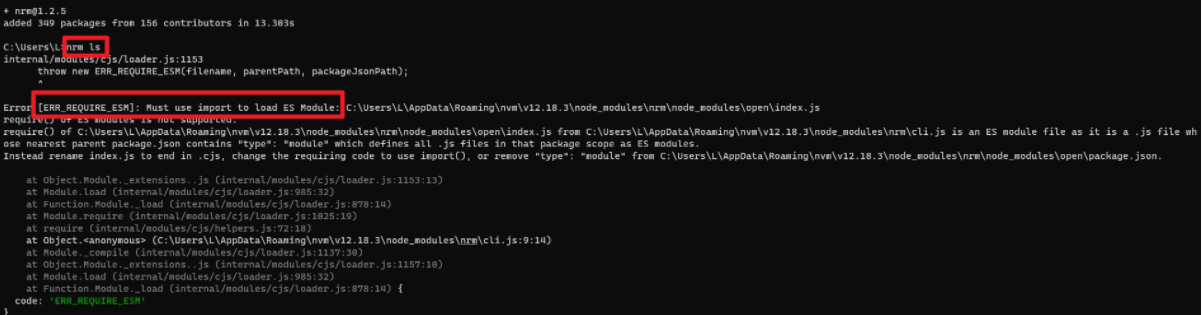 + nrm@1.2.5
added 349 packages from 156 contributors in 13.303s
C:\Users\L>nrm ls
internal/modules/cjs/loader.js:1153
throw new ERR_REQUIRE_ESM(filename, parentPath, packageJsonPath);
^
Error [ERR_REQUIRE_ESM]: Must use import to load ES Module: C:\Users\L\AppData\Roaming\nvm\v12.18.3\node_modules\nrm\node_modules\open\index.js
require() of ES modules is not supported.
require() of C:\Users\L\AppData\Roaming\nvm\v12.18.3\node_modules\nrm\node_modules\open\index.js from C:\Users\L\AppData\Roaming\nvm\v12.18.3\node_modules\nrm\cli.js is an ES module file as it is a .js file wh
ose nearest parent package.json contains "type": "module" which defines all .js files in that package scope as ES modules.
Instead rename index.js to end in .cjs, change the requiring code to use import(), or remove "type": "module" from C:\Users\L\AppData\Roaming\nvm\v12.18.3\node_modules\nrm\node_modules\open\package.json.
at Object.Module._extensions..js (internal/modules/cjs/loader.js:1153:13)
at Module.load (internal/modules/cjs/loader.js:985:32)
at Function.Module._load (internal/modules/cjs/loader.js:878:14)
at Module.require (internal/modules/cjs/loader.js:1025:19)
at require (internal/modules/cjs/helpers.js:72:18)
at Object.<anonymous> (C:\Users\L\AppData\Roaming\nvm\v12.18.3\node_modules\nrm\cli.js:9:14)
at Module._compile (internal/modules/cjs/loader.js:1137:30)
at Object.Module._extensions..js (internal/modules/cjs/loader.js:1157:10)
at Module.load (internal/modules/cjs/loader.js:985:32)
at Function.Module._load (internal/modules/cjs/loader.js:878:14) {
code: 'ERR_REQUIRE_ESM'
}